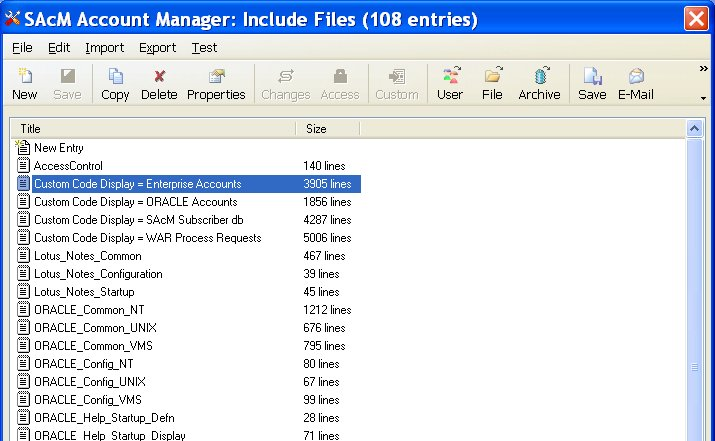 SAcM Account Manager: Include Files (108 entries)
File Edit Import Export Test
New Save Copy Delete Properties Changes Access Custom User File Archive Save E-Mail
Title Size
New Entry
AccessControl 140 lines
Custom Code Display = Enterprise Accounts 3905 lines
Custom Code Display = ORACLE Accounts 1856 lines
Custom Code Display = SAcM Subscriber db 4287 lines
Custom Code Display = WAR Process Requests 5006 lines
Lotus_Notes_Common 467 lines
Lotus_Notes_Configuration 39 lines
Lotus_Notes_Startup 45 lines
ORACLE_Common_NT 1212 lines
ORACLE_Common_UNIX 676 lines
ORACLE_Common_VMS 795 lines
ORACLE_Config_NT 80 lines
ORACLE_Config_UNIX 67 lines
ORACLE_Config_VMS 99 lines
ORACLE_Help_Startup_Defn 28 lines
ORACLE_Help_Startup_Display 71 lines